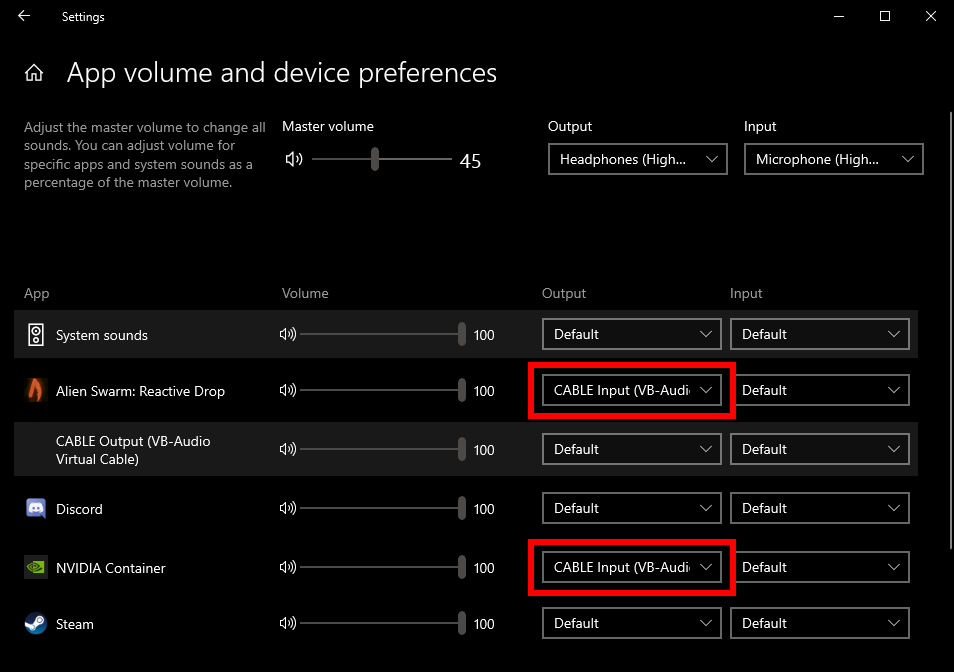 Settings
App volume and device preferences
Adjust the master volume to change all
sounds. You can adjust volume for
specific apps and system sounds as a
percentage of the master volume.
Master volume
45
Output
Headphones (High...
Input
Microphone (High...
App Volume Output Input
System sounds 100 Default Default
Alien Swarm: Reactive Drop 100 CABLE Input (VB-Audi Default
CABLE Output (VB-Audio
Virtual Cable) 100 Default Default
Discord 100 Default Default
NVIDIA Container 100 CABLE Input (VB-Audi Default
Steam 100 Default Default